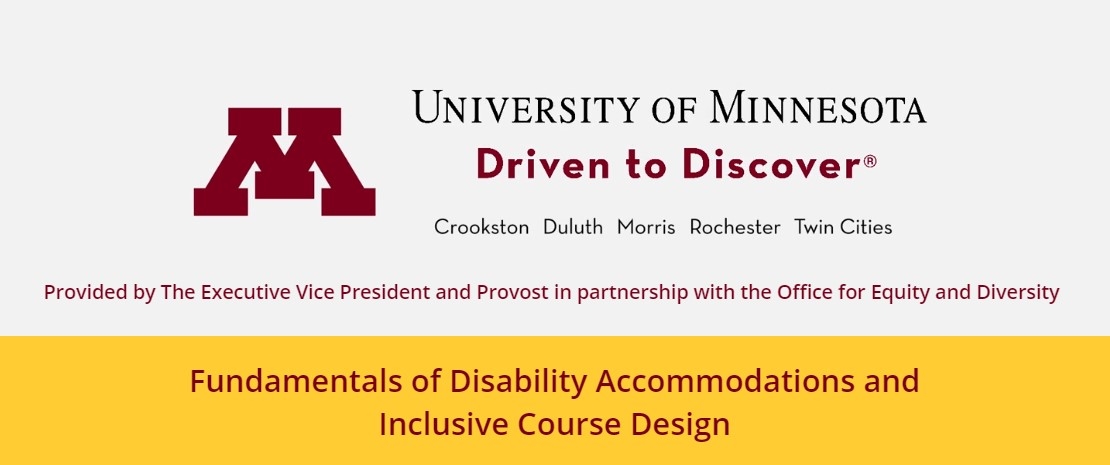 University of Minnesota
Driven to Discover®
Crookston Duluth Morris Rochester Twin Cities
Provided by The Executive Vice President and Provost in partnership with the Office for Equity and Diversity
Fundamentals of Disability Accommodations and
Inclusive Course Design